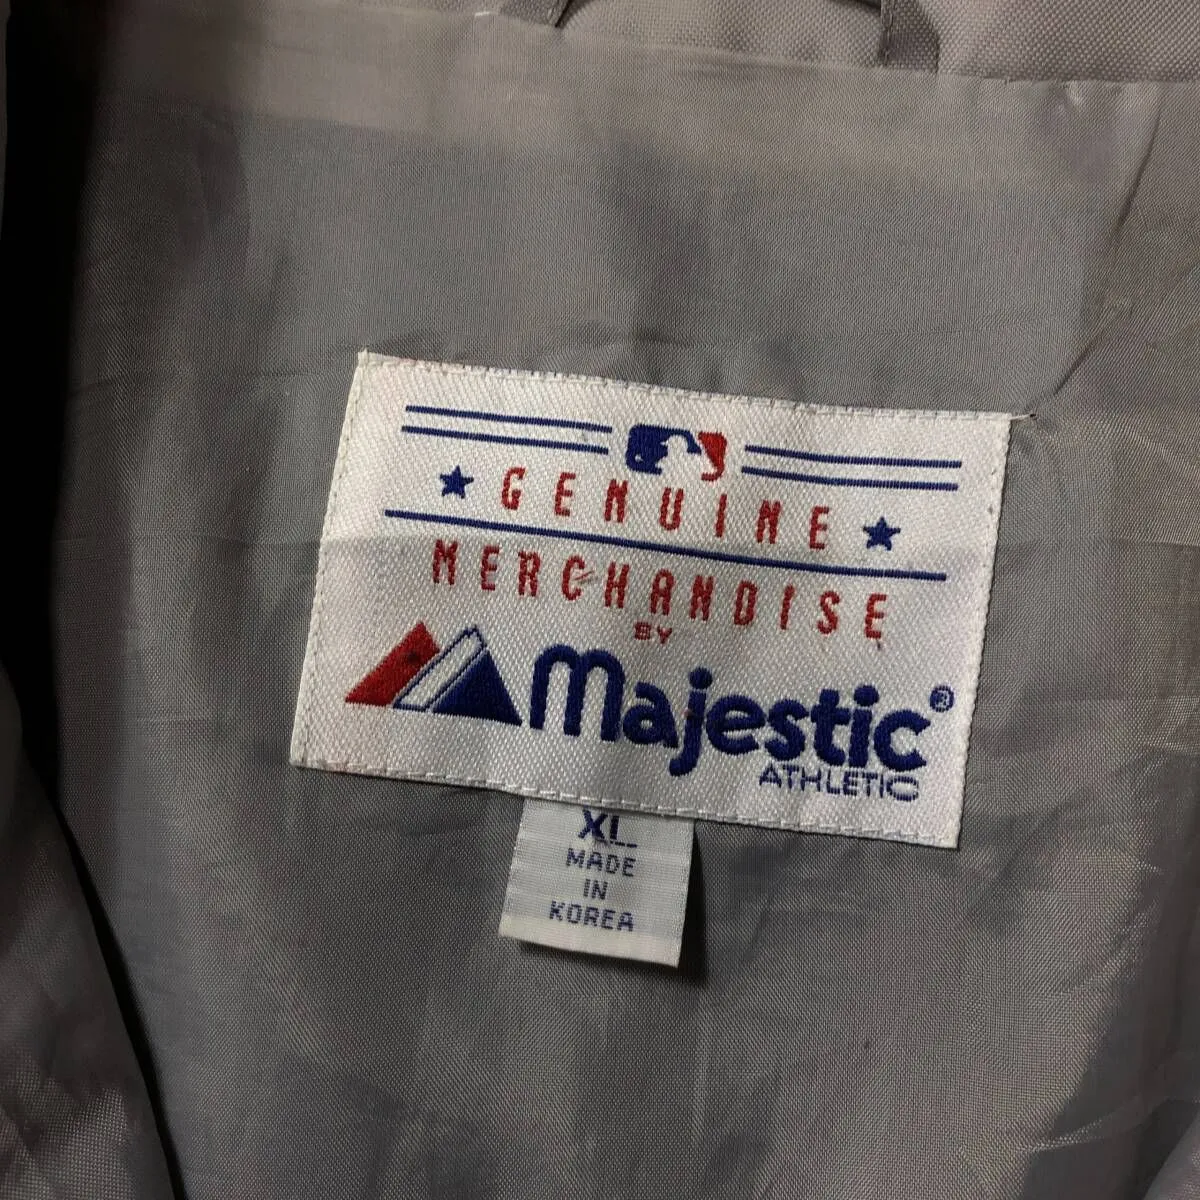 GENUINE
MERCHANDISE
BY
Majestic®
ATHLETIC
XL
MADE
IN
KOREA